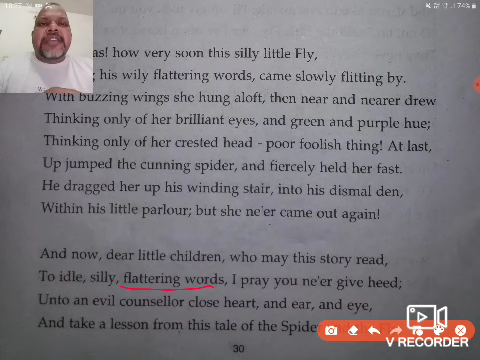 as! how very soon this silly little Fly,
his wily flattering words, came slowly flitting by.
With buzzing wings she hung aloft, then near and nearer drew
Thinking only of her brilliant eyes, and green and purple hue;
Thinking only of her crested head - poor foolish thing! At last,
Up jumped the cunning spider, and fiercely held her fast.
He dragged her up his winding stair, into his dismal den,
Within his little parlour; but she ne'er came out again!
And now, dear little children, who may this story read,
To idle, silly, flattering words, I pray you ne'er give heed;
Unto an evil counsellor close heart, and ear, and eye,
And take a lesson from this tale of the Spider
30
V RECORDER